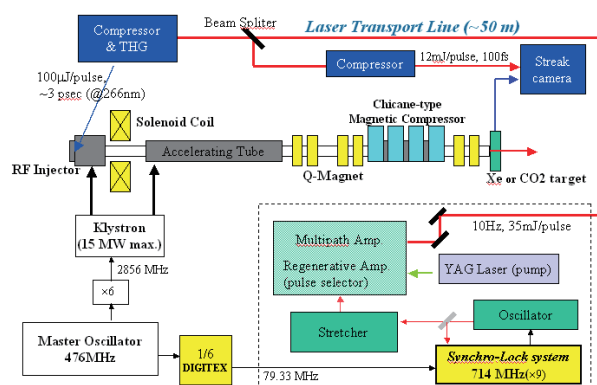 Compressor
& THG
Beam Spliter
Laser Transport Line (~50 m)
Compressor
12mJ/pulse, 100fs
Streak
camera
100μJ/pulse,
~3 psec (@266nm)
Solenoid Coil
Chicane-type
Magnetic Compressor
Accelerating Tube
RF Injector
Q-Magnet
Xe or CO2 target
Klystron
(15 MW max.)
2856 MHz
×6
Master Oscillator
476MHz
1/6
DIGITEX
79.33 MHz
Multipath Amp.
Regenerative Amp.
(pulse selector)
10Hz, 35mJ/pulse
YAG Laser (pump)
Stretcher
Oscillator
Synchro-Lock system
714 MHz(×9)